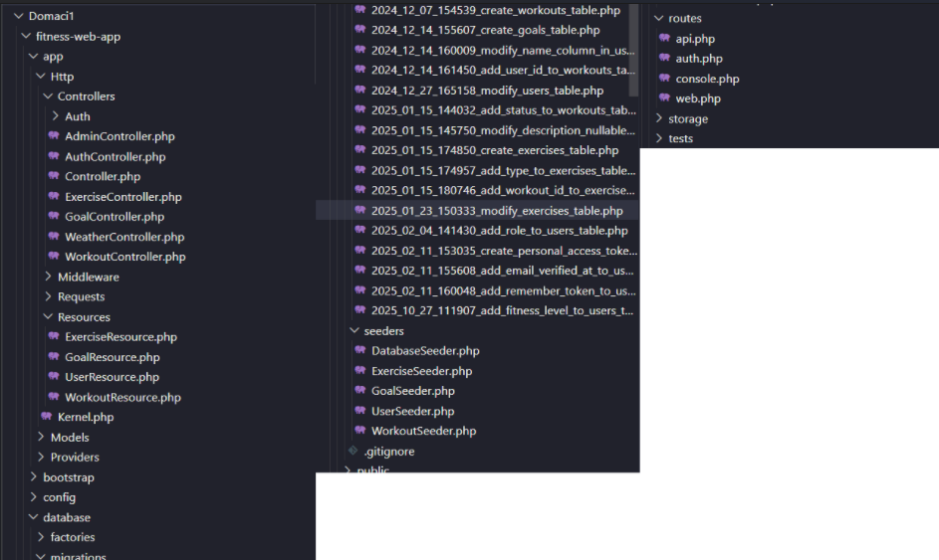 Domaci1
fitness-web-app
app
Http
Controllers
Auth
AdminController.php
AuthController.php
Controller.php
ExerciseController.php
GoalController.php
WeatherController.php
WorkoutController.php
Middleware
Requests
Resources
ExerciseResource.php
GoalResource.php
UserResource.php
WorkoutResource.php
Kernel.php
Models
Providers
bootstrap
config
database
factories
migrations
2024_12_07_154539_create_workouts_table.php
2024_12_14_155607_create_goals_table.php
2024_12_14_160009_modify_name_column_in_us...
2024_12_14_161450_add_user_id_to_workouts_ta...
2024_12_27_165158_modify_users_table.php
2025_01_15_144032_add_status_to_workouts_tab...
2025_01_15_145750_modify_description_nullable...
2025_01_15_174850_create_exercises_table.php
2025_01_15_174957_add_type_to_exercises_table...
2025_01_15_180746_add_workout_id_to_exercise...
2025_01_23_150333_modify_exercises_table.php
2025_02_04_141430_add_role_to_users_table.php
2025_02_11_153035_create_personal_access_toke...
2025_02_11_155608_add_email_verified_at_to_us...
2025_02_11_160048_add_remember_token_to_us...
2025_10_27_111907_add_fitness_level_to_users_t...
seeders
DatabaseSeeder.php
ExerciseSeeder.php
GoalSeeder.php
UserSeeder.php
WorkoutSeeder.php
.gitignore
public
routes
api.php
auth.php
console.php
web.php
storage
tests